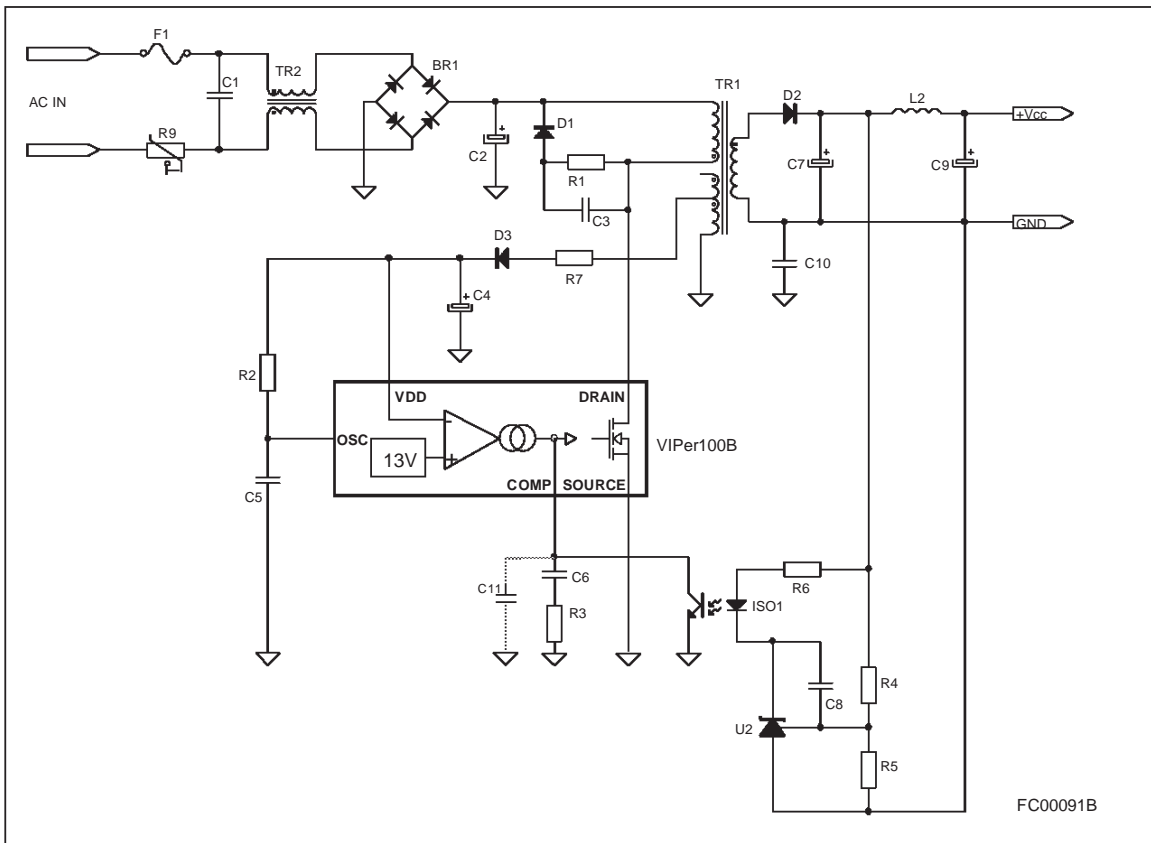 F1
TR2
BR1
TR1
D2
L2
C1
AC IN
+Vcc
D1
R9
C2
C7
C9
R1
C3
GND
D3
R7
C10
C4
R2
VDD
DRAIN
OSC
VIPer100B
13V
-
+
COMP
SOURCE
C5
C11
C6
R3
R6
ISO1
R4
C8
U2
R5
FC00091B